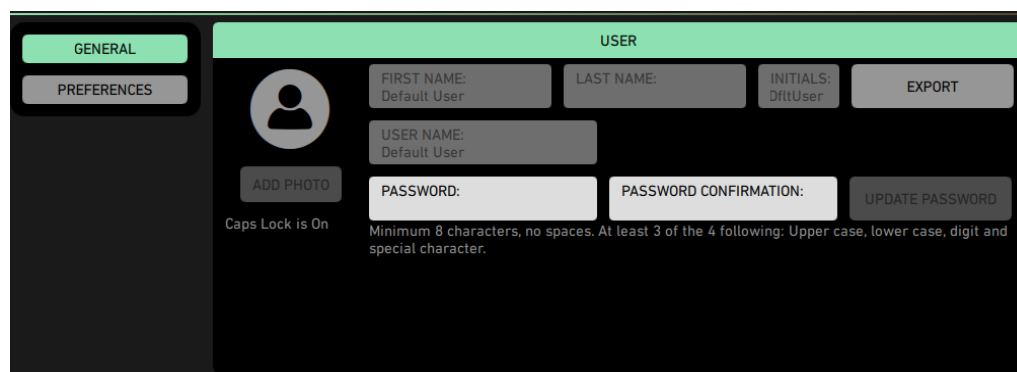 GENERAL
PREFERENCES
USER
FIRST NAME:
Default User
LAST NAME:
INITIALS:
DfltUser
EXPORT
USER NAME:
Default User
ADD PHOTO
PASSWORD:
PASSWORD CONFIRMATION:
UPDATE PASSWORD
Caps Lock is On
Minimum 8 characters, no spaces. At least 3 of the 4 following: Upper case, lower case, digit and
special character.